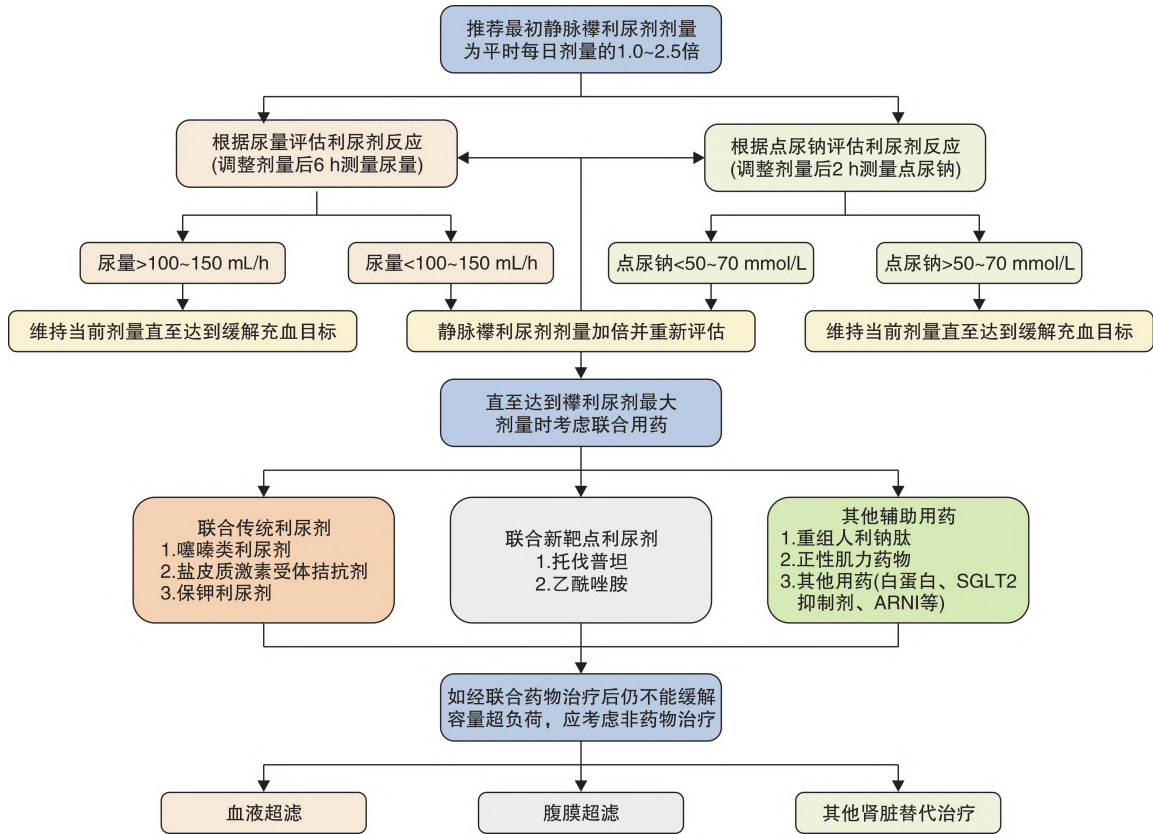 推荐最初静脉襻利尿剂剂量
为平时每日剂量的1.0~2.5倍
根据尿量评估利尿剂反应
(调整剂量后6 h测量尿量)
根据点尿钠评估利尿剂反应
(调整剂量后2 h测量点尿钠)
尿量>100~150 mL/h
尿量<100~150 mL/h
点尿钠<50~70 mmol/L
点尿钠>50~70 mmol/L
维持当前剂量直至达到缓解充血目标
静脉襻利尿剂剂量加倍并重新评估
维持当前剂量直至达到缓解充血目标
直至达到襻利尿剂最大
剂量时考虑联合用药
联合传统利尿剂
1.噻嗪类利尿剂
2.盐皮质激素受体拮抗剂
3.保钾利尿剂
联合新靶点利尿剂
1.托伐普坦
2.乙酰唑胺
其他辅助用药
1.重组人利钠肽
2.正性肌力药物
3.其他用药(白蛋白、SGLT2
抑制剂、ARNI等)
如经联合药物治疗后仍不能缓解
容量超负荷，应考虑非药物治疗
血液超滤
腹膜超滤
其他肾脏替代治疗